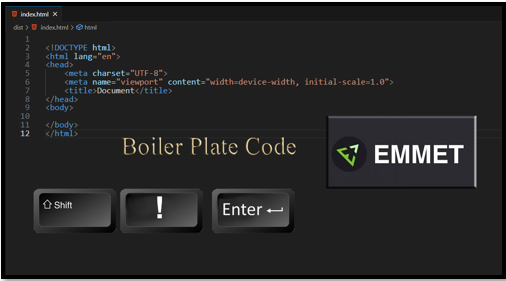 index.html ×
dist > index.html > html
1
2 <!DOCTYPE html>
3 <html lang="en">
4 <head>
5 <meta charset="UTF-8">
6 <meta name="viewport" content="width=device-width, initial-scale=1.0">
7 <title>Document</title>
8 </head>
9 <body>
10
11 </body>
12 </html>
Boiler Plate Code
EMMET
Shift
!
Enter